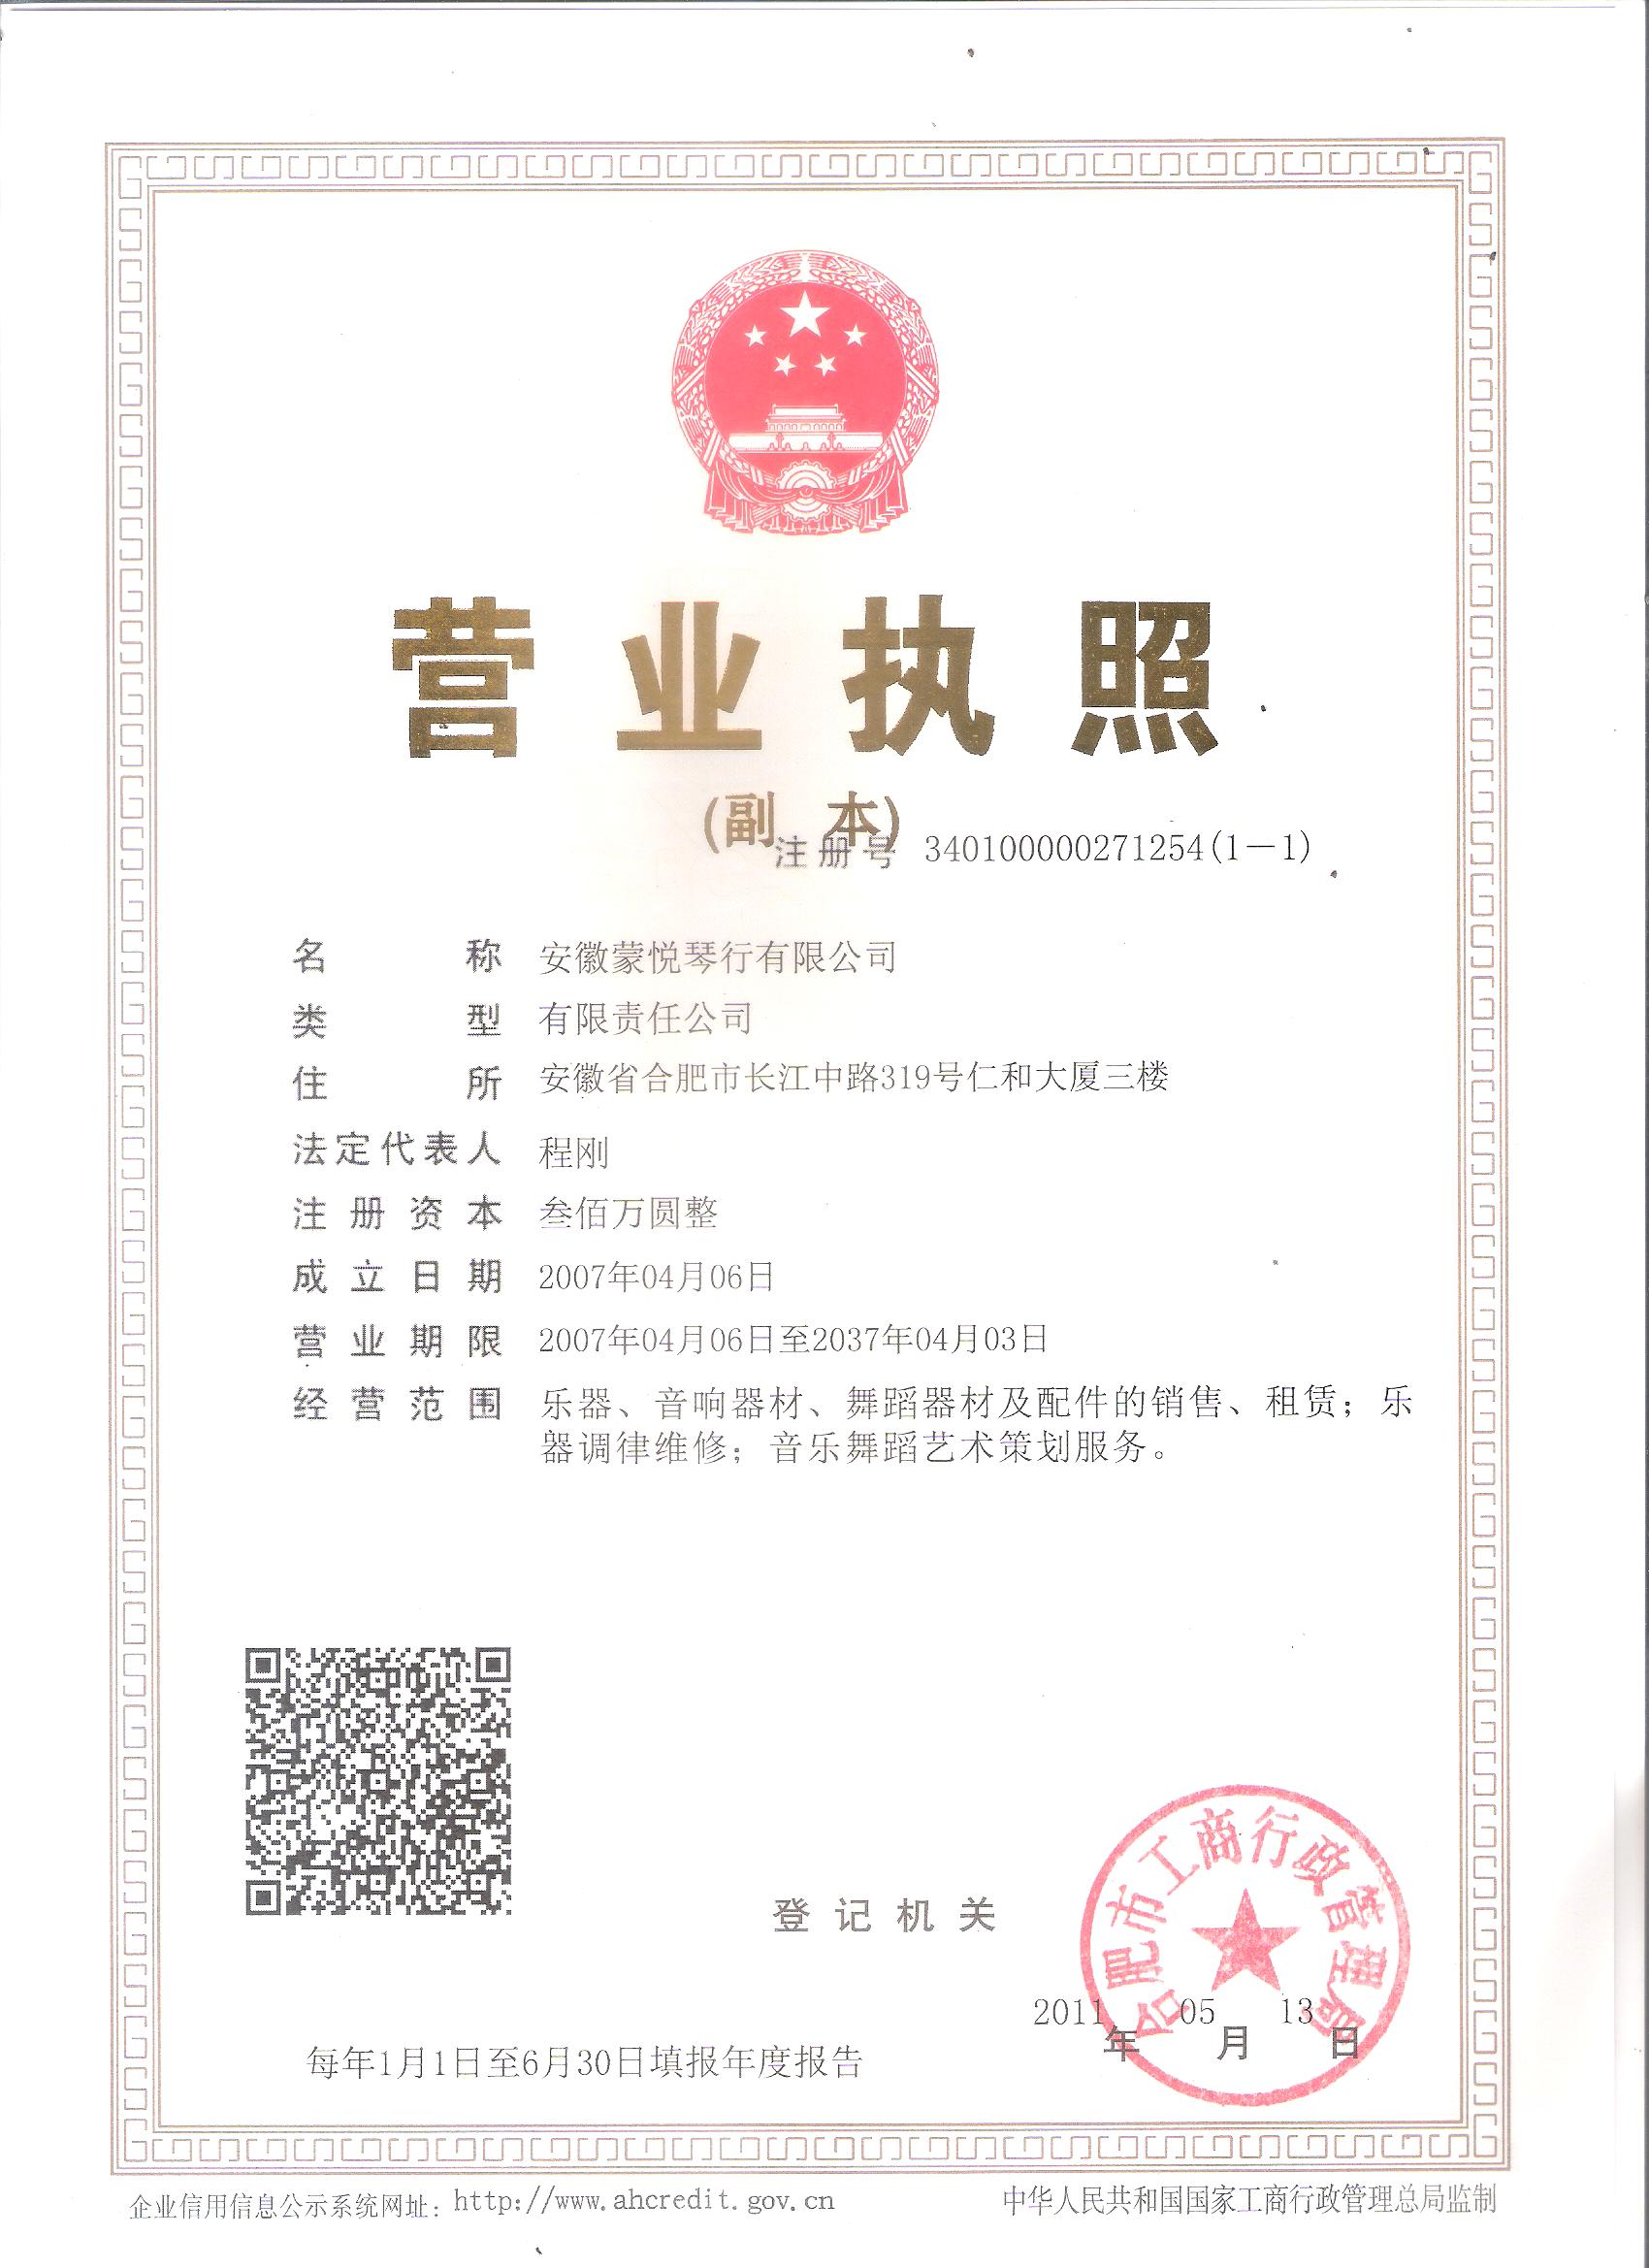 营业执照
(副 本)
注册号 340100000271254(1-1)
名称 安徽蒙悦琴行有限公司
类型 有限责任公司
住所 安徽省合肥市长江中路319号仁和大厦三楼
法定代表人 程刚
注册资本 叁佰万圆整
成立日期 2007年04月06日
营业期限 2007年04月06日至2037年04月03日
经营范围 乐器、音响器材、舞蹈器材及配件的销售、租赁；乐
器调律维修；音乐舞蹈艺术策划服务。
登记机关
合肥市工商行政管理局
2011年05月13日
每年1月1日至6月30日填报年度报告
企业信用信息公示系统网址：http://www.ahcredit.gov.cn
中华人民共和国国家工商行政管理总局监制